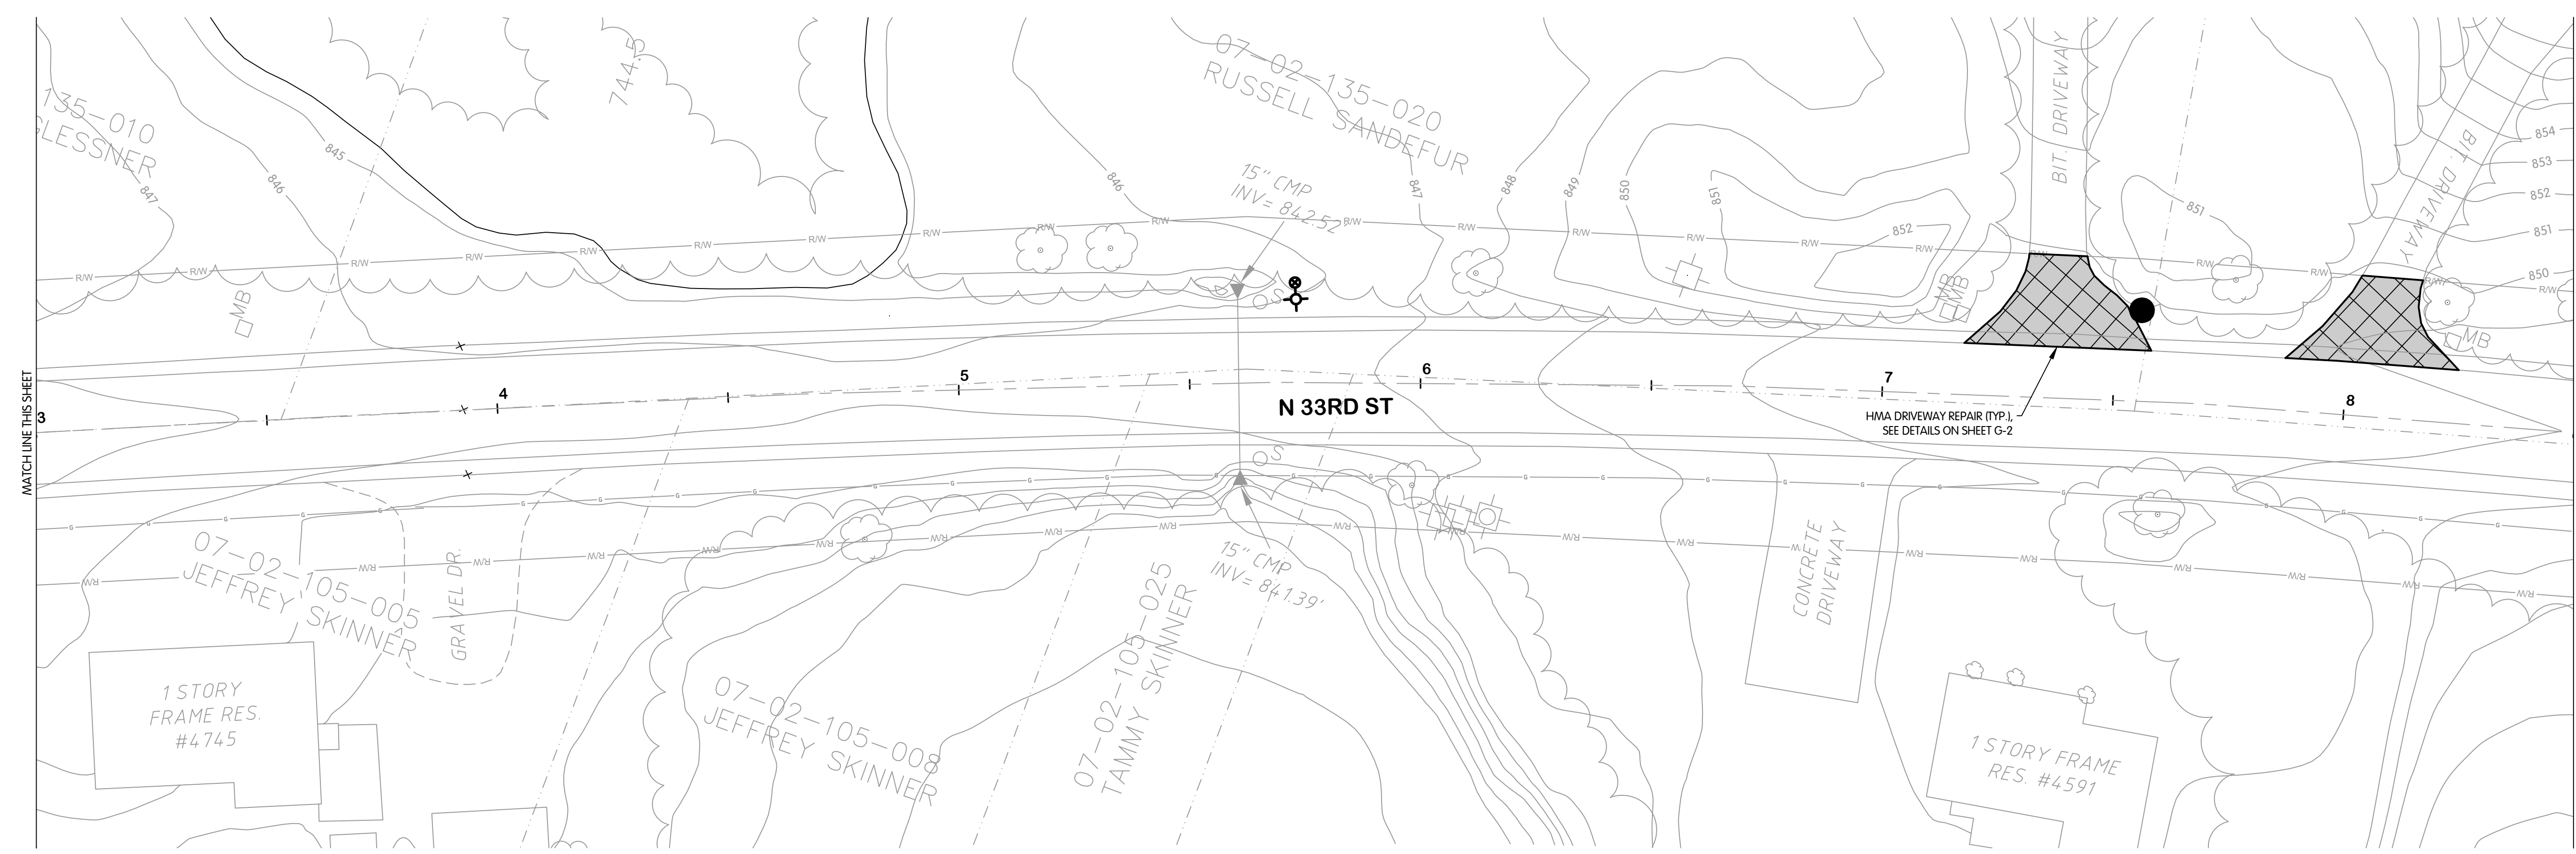 135-010
GLESSNER
847
846
845
744.5
07-02-135-020
RUSSELL SANDEFUR
15" CMP
INV= 842.52'
846
847
848
849
850
851
852
BIT. DRIVEWAY
851
BIT. DRIVEWAY
854
853
852
851
850
R/W R/W R/W R/W R/W R/W R/W R/W R/W R/W R/W R/W R/W R/W R/W R/W R/W R/W R/W R/W R/W R/W
MB
OS
MB
MB
MB
MATCH LINE THIS SHEET
3
4
5
6
7
8
N 33RD ST
HMA DRIVEWAY REPAIR (TYP.),
SEE DETAILS ON SHEET G-2
OS
G G G G G G G G G G G G G G G G G G G G G G G G G G G G G G G G
R/W R/W R/W R/W R/W R/W R/W R/W R/W R/W R/W R/W R/W R/W R/W R/W R/W R/W R/W R/W R/W
07-02-105-005
JEFFREY SKINNER
GRAVEL DR.
15" CMP
INV= 841.39'
07-02-105-025
TAMMY SKINNER
CONCRETE
DRIVEWAY
1 STORY
FRAME RES.
#4745
07-02-105-008
JEFFREY SKINNER
1 STORY FRAME
RES. #4591